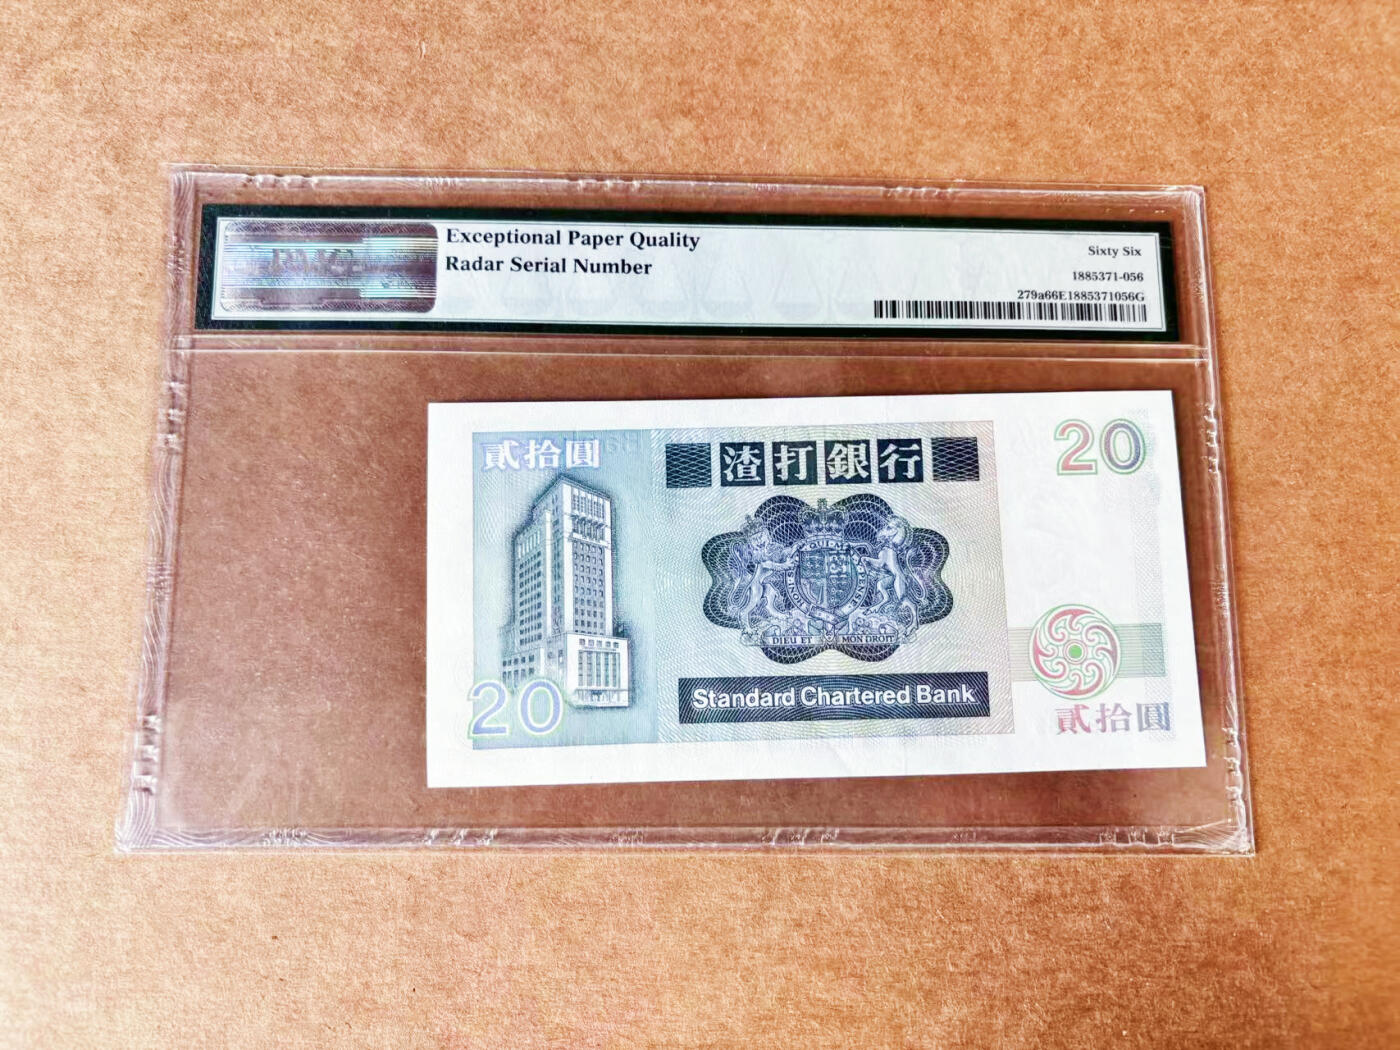 Exceptional Paper Quality
Radar Serial Number
Sixty Six
1885371-056
279a66E1885371056G
貳拾圓
渣打銀行
20
DIEU ET MON DROIT
20
Standard Chartered Bank
貳拾圓